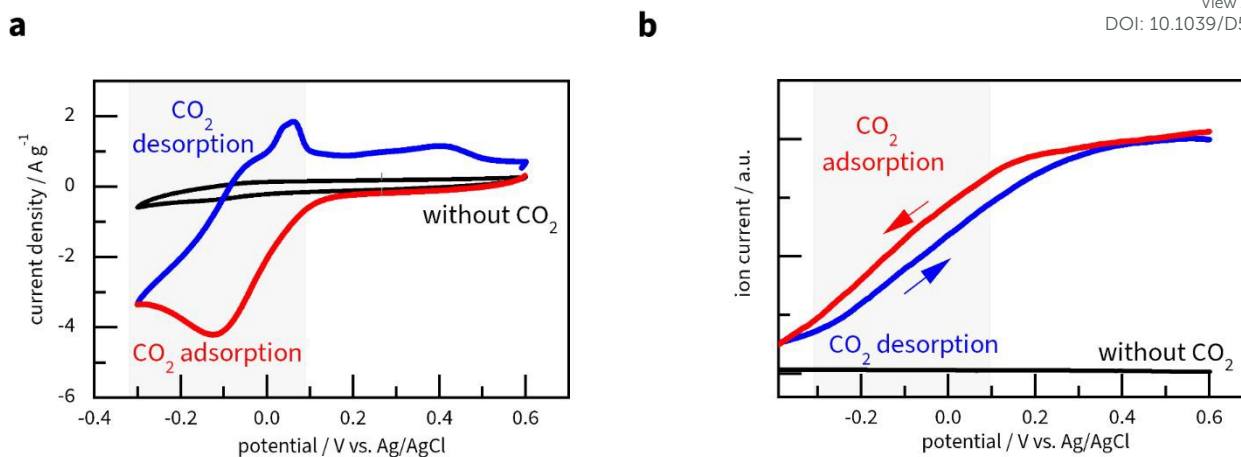 View
DOI: 10.1039/D5
a
b
CO2 desorption
without CO2
CO2 adsorption
current density / A g-1
2
0
-2
-4
-6
-0.4 -0.2 0.0 0.2 0.4 0.6
potential / V vs. Ag/AgCl
CO2 adsorption
CO2 desorption
without CO2
ion current / a.u.
-0.2 0.0 0.2 0.4 0.6
potential / V vs. Ag/AgCl